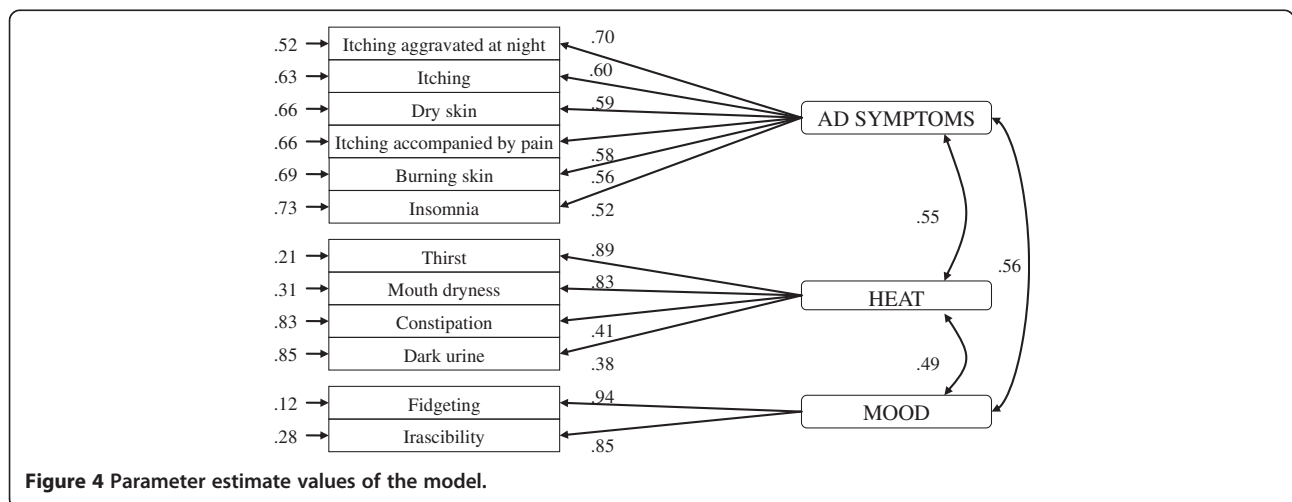 .52 Itching aggravated at night .70
.63 Itching .60
.66 Dry skin .59
AD SYMPTOMS
.66 Itching accompanied by pain .58
.69 Burning skin .56
.73 Insomnia .52
.55
.56
.21 Thirst .89
.31 Mouth dryness .83
HEAT
.83 Constipation .41
.85 Dark urine .38
.49
.12 Fidgeting .94
MOOD
.28 Irascibility .85
Figure 4 Parameter estimate values of the model.